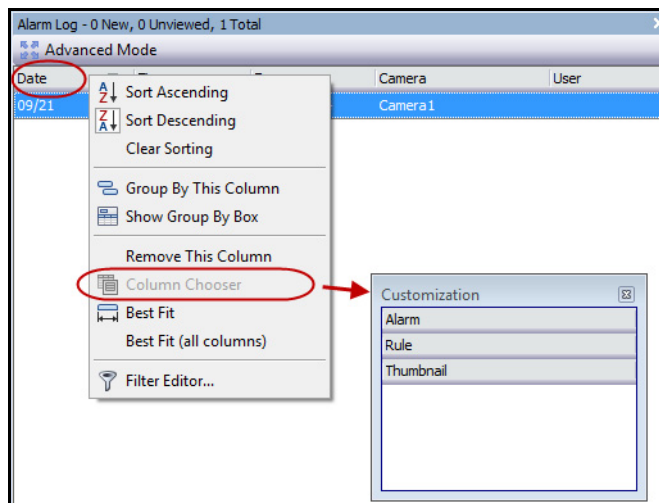 Alarm Log - 0 New, 0 Unviewed, 1 Total
Advanced Mode
Date Camera User
09/21 Camera1
Sort Ascending
Sort Descending
Clear Sorting
Group By This Column
Show Group By Box
Remove This Column
Column Chooser
Best Fit
Best Fit (all columns)
Filter Editor...
Customization
Alarm
Rule
Thumbnail